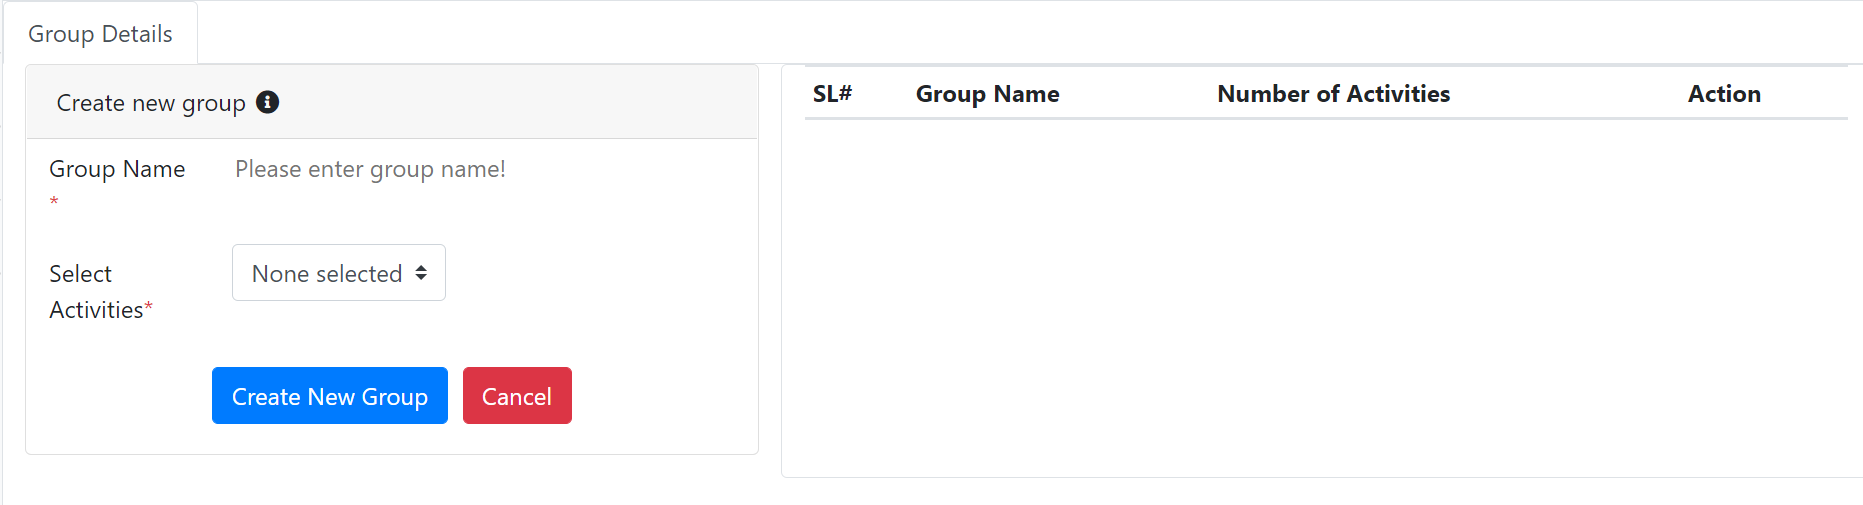 Group Details
Create new group
Group Name
*
Please enter group name!
Select
Activities*
None selected
Create New Group
Cancel
SL# Group Name Number of Activities Action